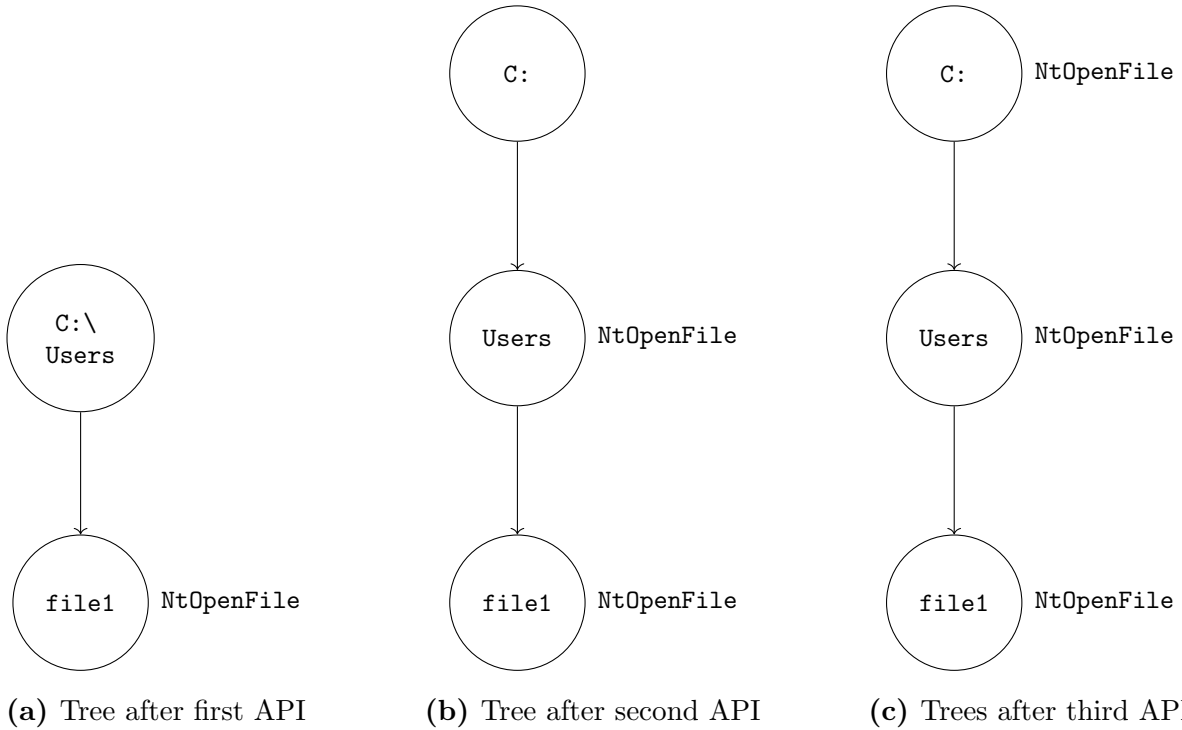 C:
C:
NtOpenFile
C:\
Users
Users
NtOpenFile
Users
NtOpenFile
file1
NtOpenFile
file1
NtOpenFile
file1
NtOpenFile
(a) Tree after first API
(b) Tree after second API
(c) Trees after third API